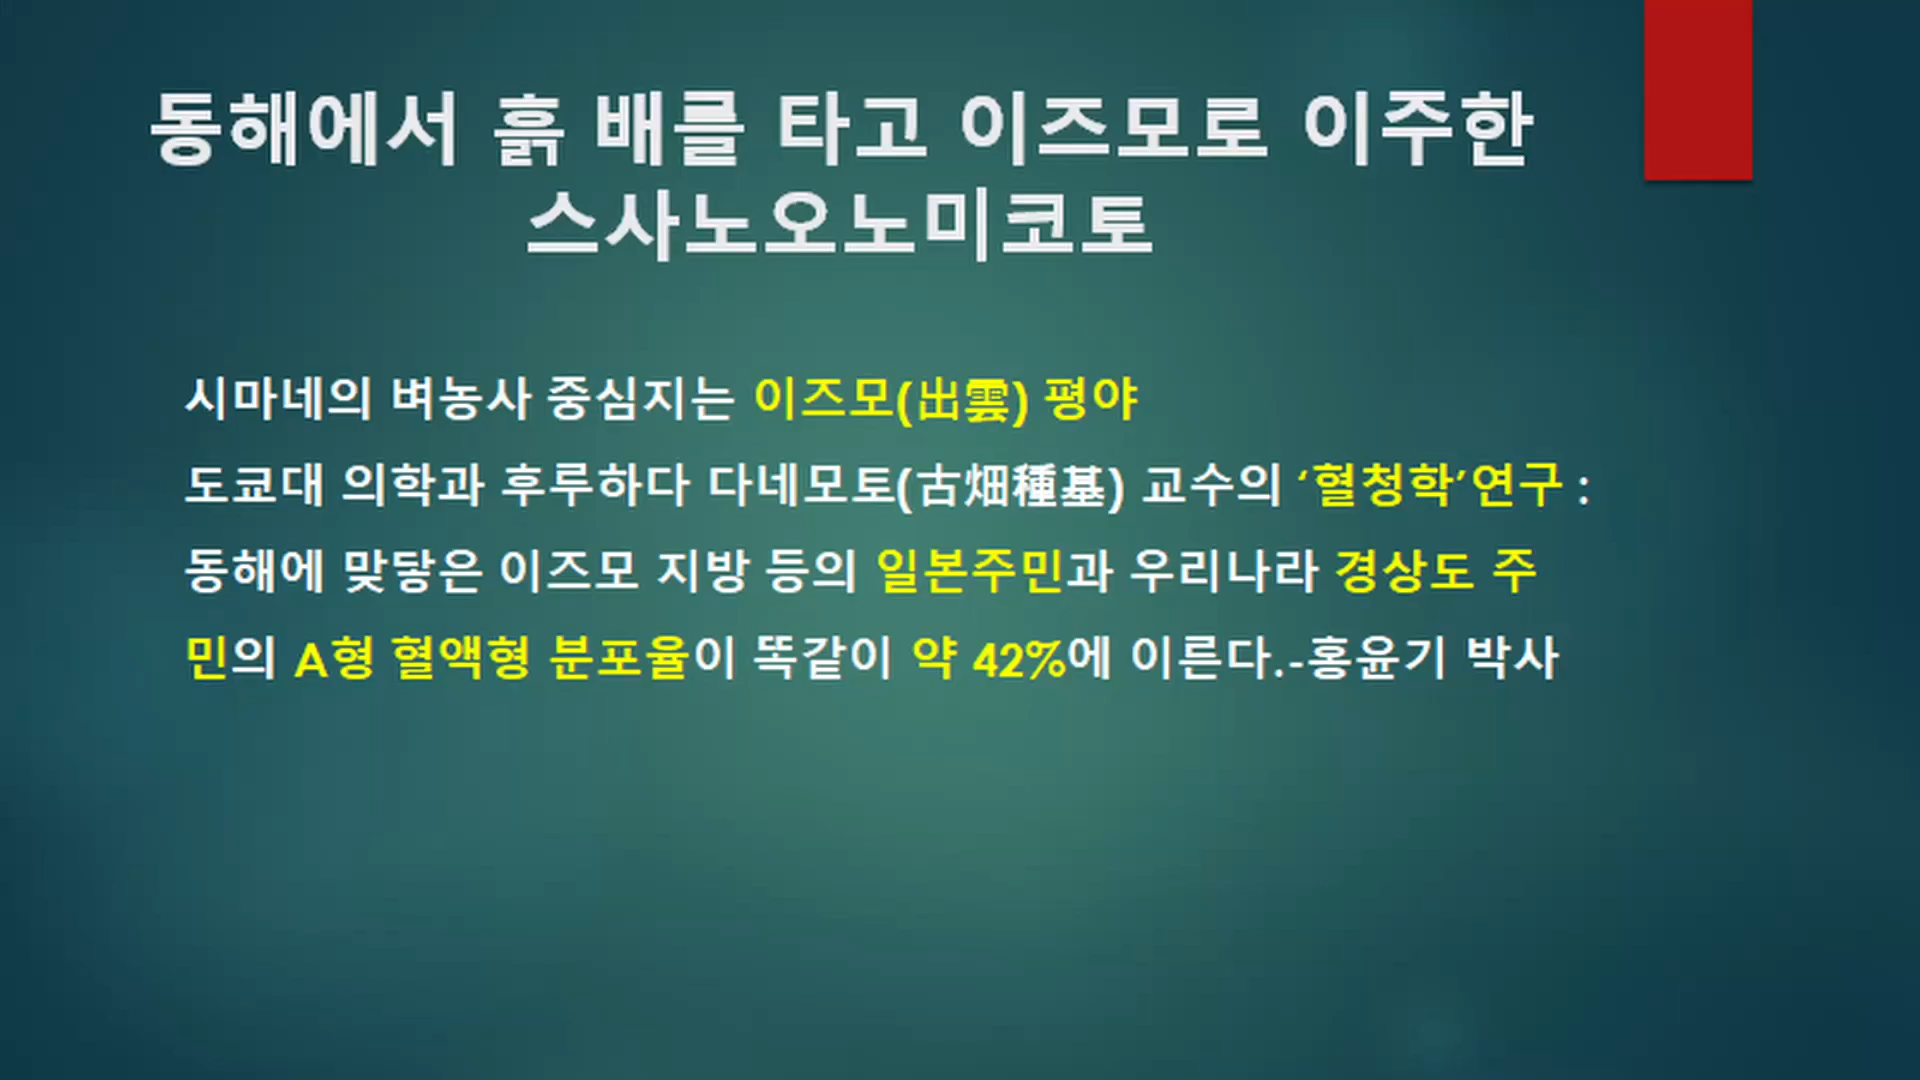 동해에서 흙 배를 타고 이즈모로 이주한
스사노오노미코토
시마네의 벼농사 중심지는 이즈모(出雲) 평야
도쿄대 의학과 후루하다 다네모토(古畑種基) 교수의 ‘혈청학’연구 :
동해에 맞닿은 이즈모 지방 등의 일본주민과 우리나라 경상도 주
민의 A형 혈액형 분포율이 똑같이 약 42%에 이른다.-홍윤기 박사